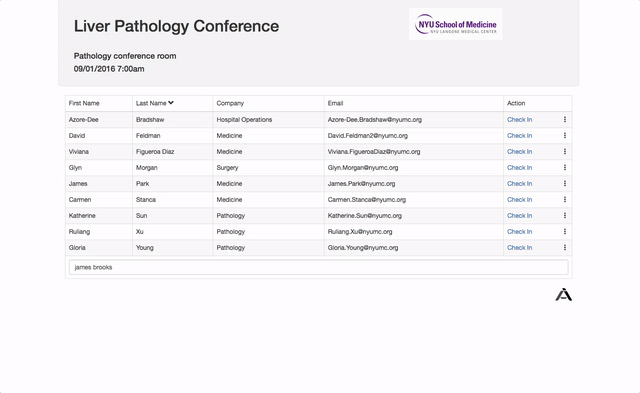 Liver Pathology Conference
NYU School of Medicine
NYU LANGONE MEDICAL CENTER
Pathology conference room
09/01/2016 7:00am
First Name Last Name Company Email Action
Azore-Dee Bradshaw Hospital Operations Azore-Dee.Bradshaw@nyumc.org Check In
David Feldman Medicine David.Feldman2@nyumc.org Check In
Viviana Figueroa Diaz Medicine Viviana.FigueroaDiaz@nyumc.org Check In
Glyn Morgan Surgery Glyn.Morgan@nyumc.org Check In
James Park Medicine James.Park@nyumc.org Check In
Carmen Stanca Medicine Carmen.Stanca@nyumc.org Check In
Katherine Sun Pathology Katherine.Sun@nyumc.org Check In
Ruliang Xu Pathology Ruliang.Xu@nyumc.org Check In
Gloria Young Pathology Gloria.Young@nyumc.org Check In
james brooks